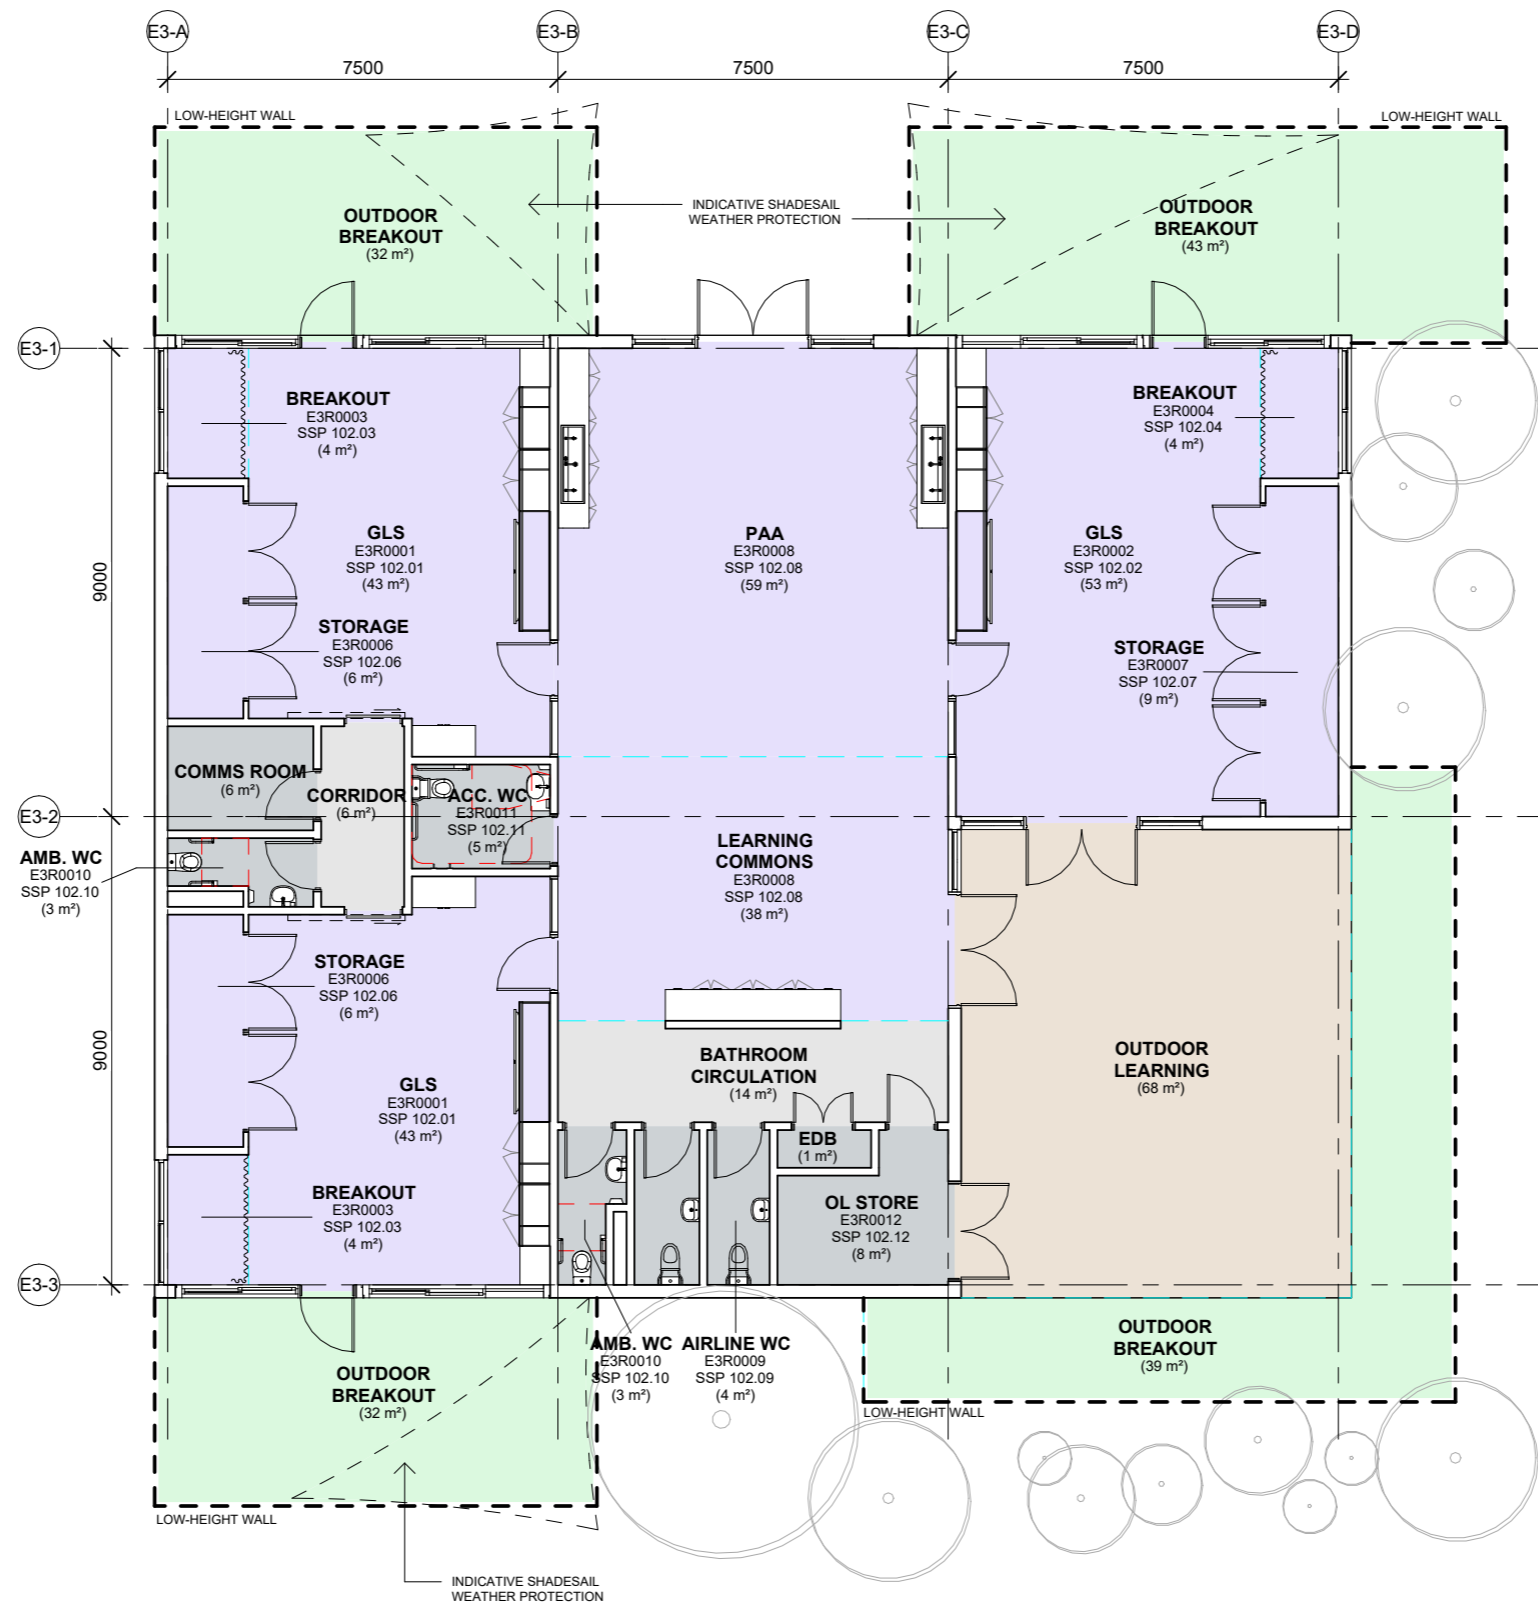 E3-A
E3-B
E3-C
E3-D
7500
7500
7500
LOW-HEIGHT WALL
LOW-HEIGHT WALL
OUTDOOR
BREAKOUT
(32 m²)
INDICATIVE SHADESAIL
WEATHER PROTECTION
OUTDOOR
BREAKOUT
(43 m²)
E3-1
BREAKOUT
E3R0003
SSP 102.03
(4 m²)
BREAKOUT
E3R0004
SSP 102.04
(4 m²)
GLS
E3R0001
SSP 102.01
(43 m²)
PAA
E3R0008
SSP 102.08
(59 m²)
GLS
E3R0002
SSP 102.02
(53 m²)
9000
STORAGE
E3R0006
SSP 102.06
(6 m²)
STORAGE
E3R0007
SSP 102.07
(9 m²)
COMMS ROOM
(6 m²)
CORRIDOR
(6 m²)
ACC. WC
E3R0011
SSP 102.11
(5 m²)
E3-2
AMB. WC
E3R0010
SSP 102.10
(3 m²)
LEARNING
COMMONS
E3R0008
SSP 102.08
(38 m²)
STORAGE
E3R0006
SSP 102.06
(6 m²)
9000
BATHROOM
CIRCULATION
(14 m²)
OUTDOOR
LEARNING
(68 m²)
GLS
E3R0001
SSP 102.01
(43 m²)
EDB
(1 m²)
BREAKOUT
E3R0003
SSP 102.03
(4 m²)
OL STORE
E3R0012
SSP 102.12
(8 m²)
E3-3
AMB. WC
E3R0010
SSP 102.10
(3 m²)
AIRLINE WC
E3R0009
SSP 102.09
(4 m²)
OUTDOOR
BREAKOUT
(39 m²)
OUTDOOR
BREAKOUT
(32 m²)
LOW-HEIGHT WALL
LOW-HEIGHT WALL
INDICATIVE SHADESAIL
WEATHER PROTECTION